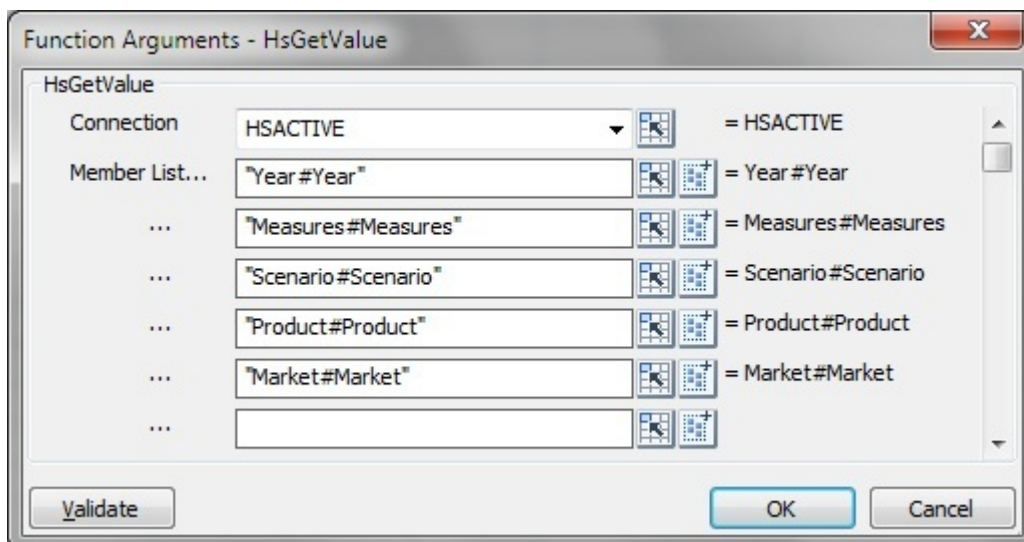 Function Arguments - HsGetValue
HsGetValue
Connection HSACTIVE = HSACTIVE
Member List... "Year#Year" = Year#Year
... "Measures#Measures" = Measures#Measures
... "Scenario#Scenario" = Scenario#Scenario
... "Product#Product" = Product#Product
... "Market#Market" = Market#Market
...
Validate OK Cancel